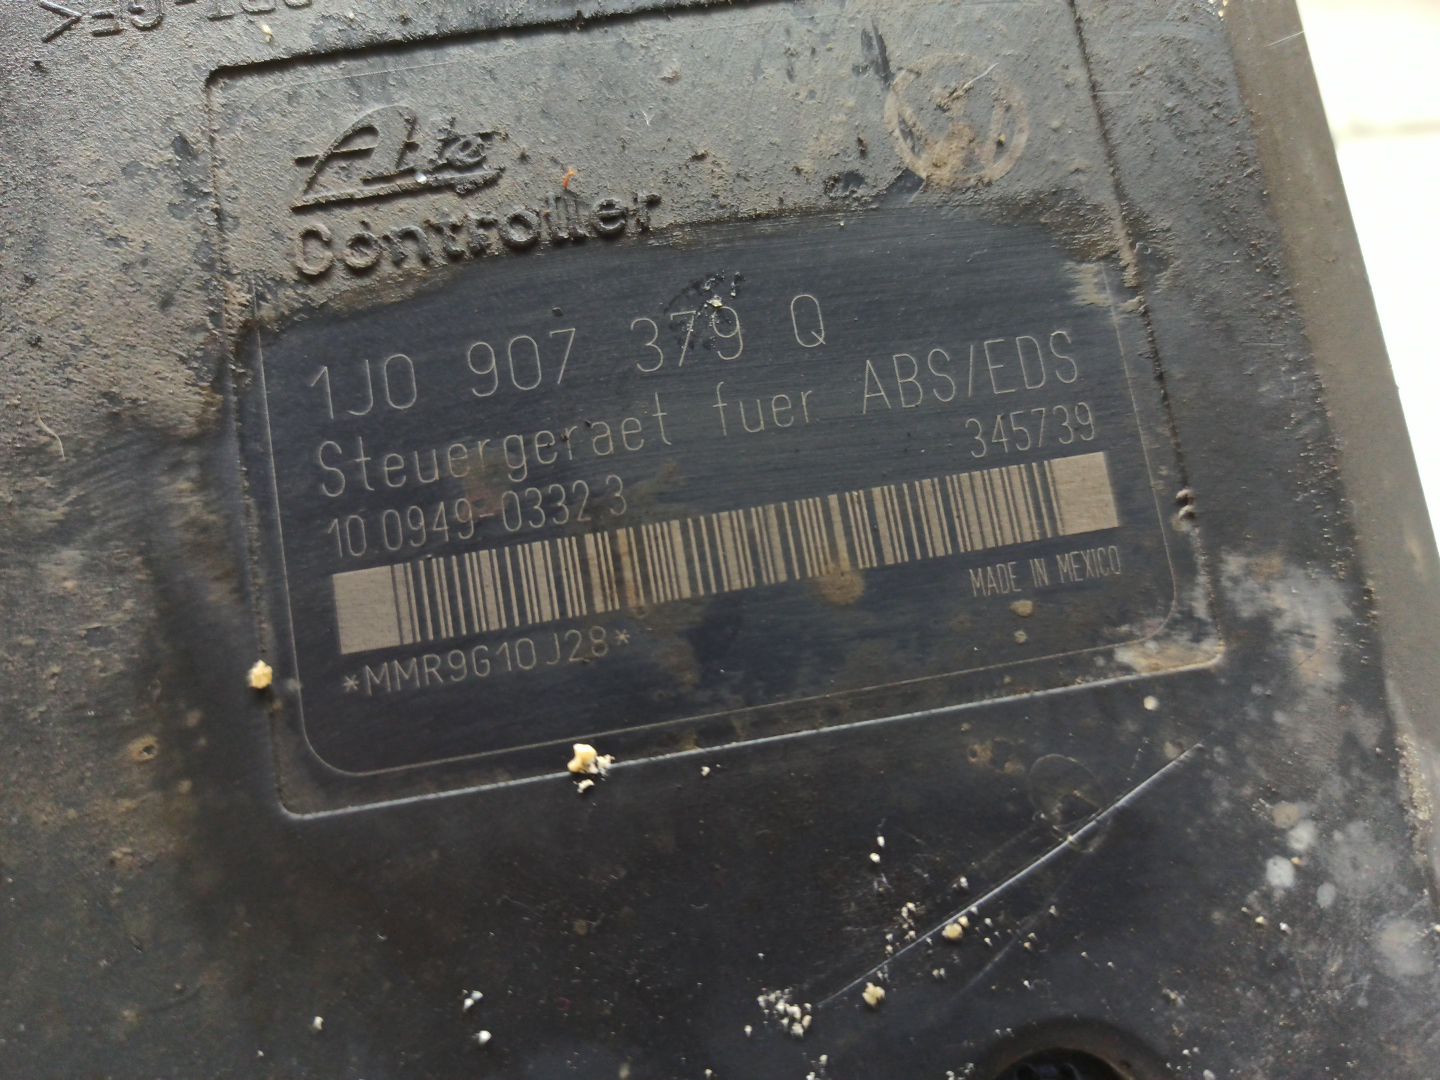 Ate
Controller
1J0 907 379 Q
Steuergeraet fuer ABS/EDS
10.0949-0332.3 345739
MADE IN MEXICO
*MMR9G10J28*